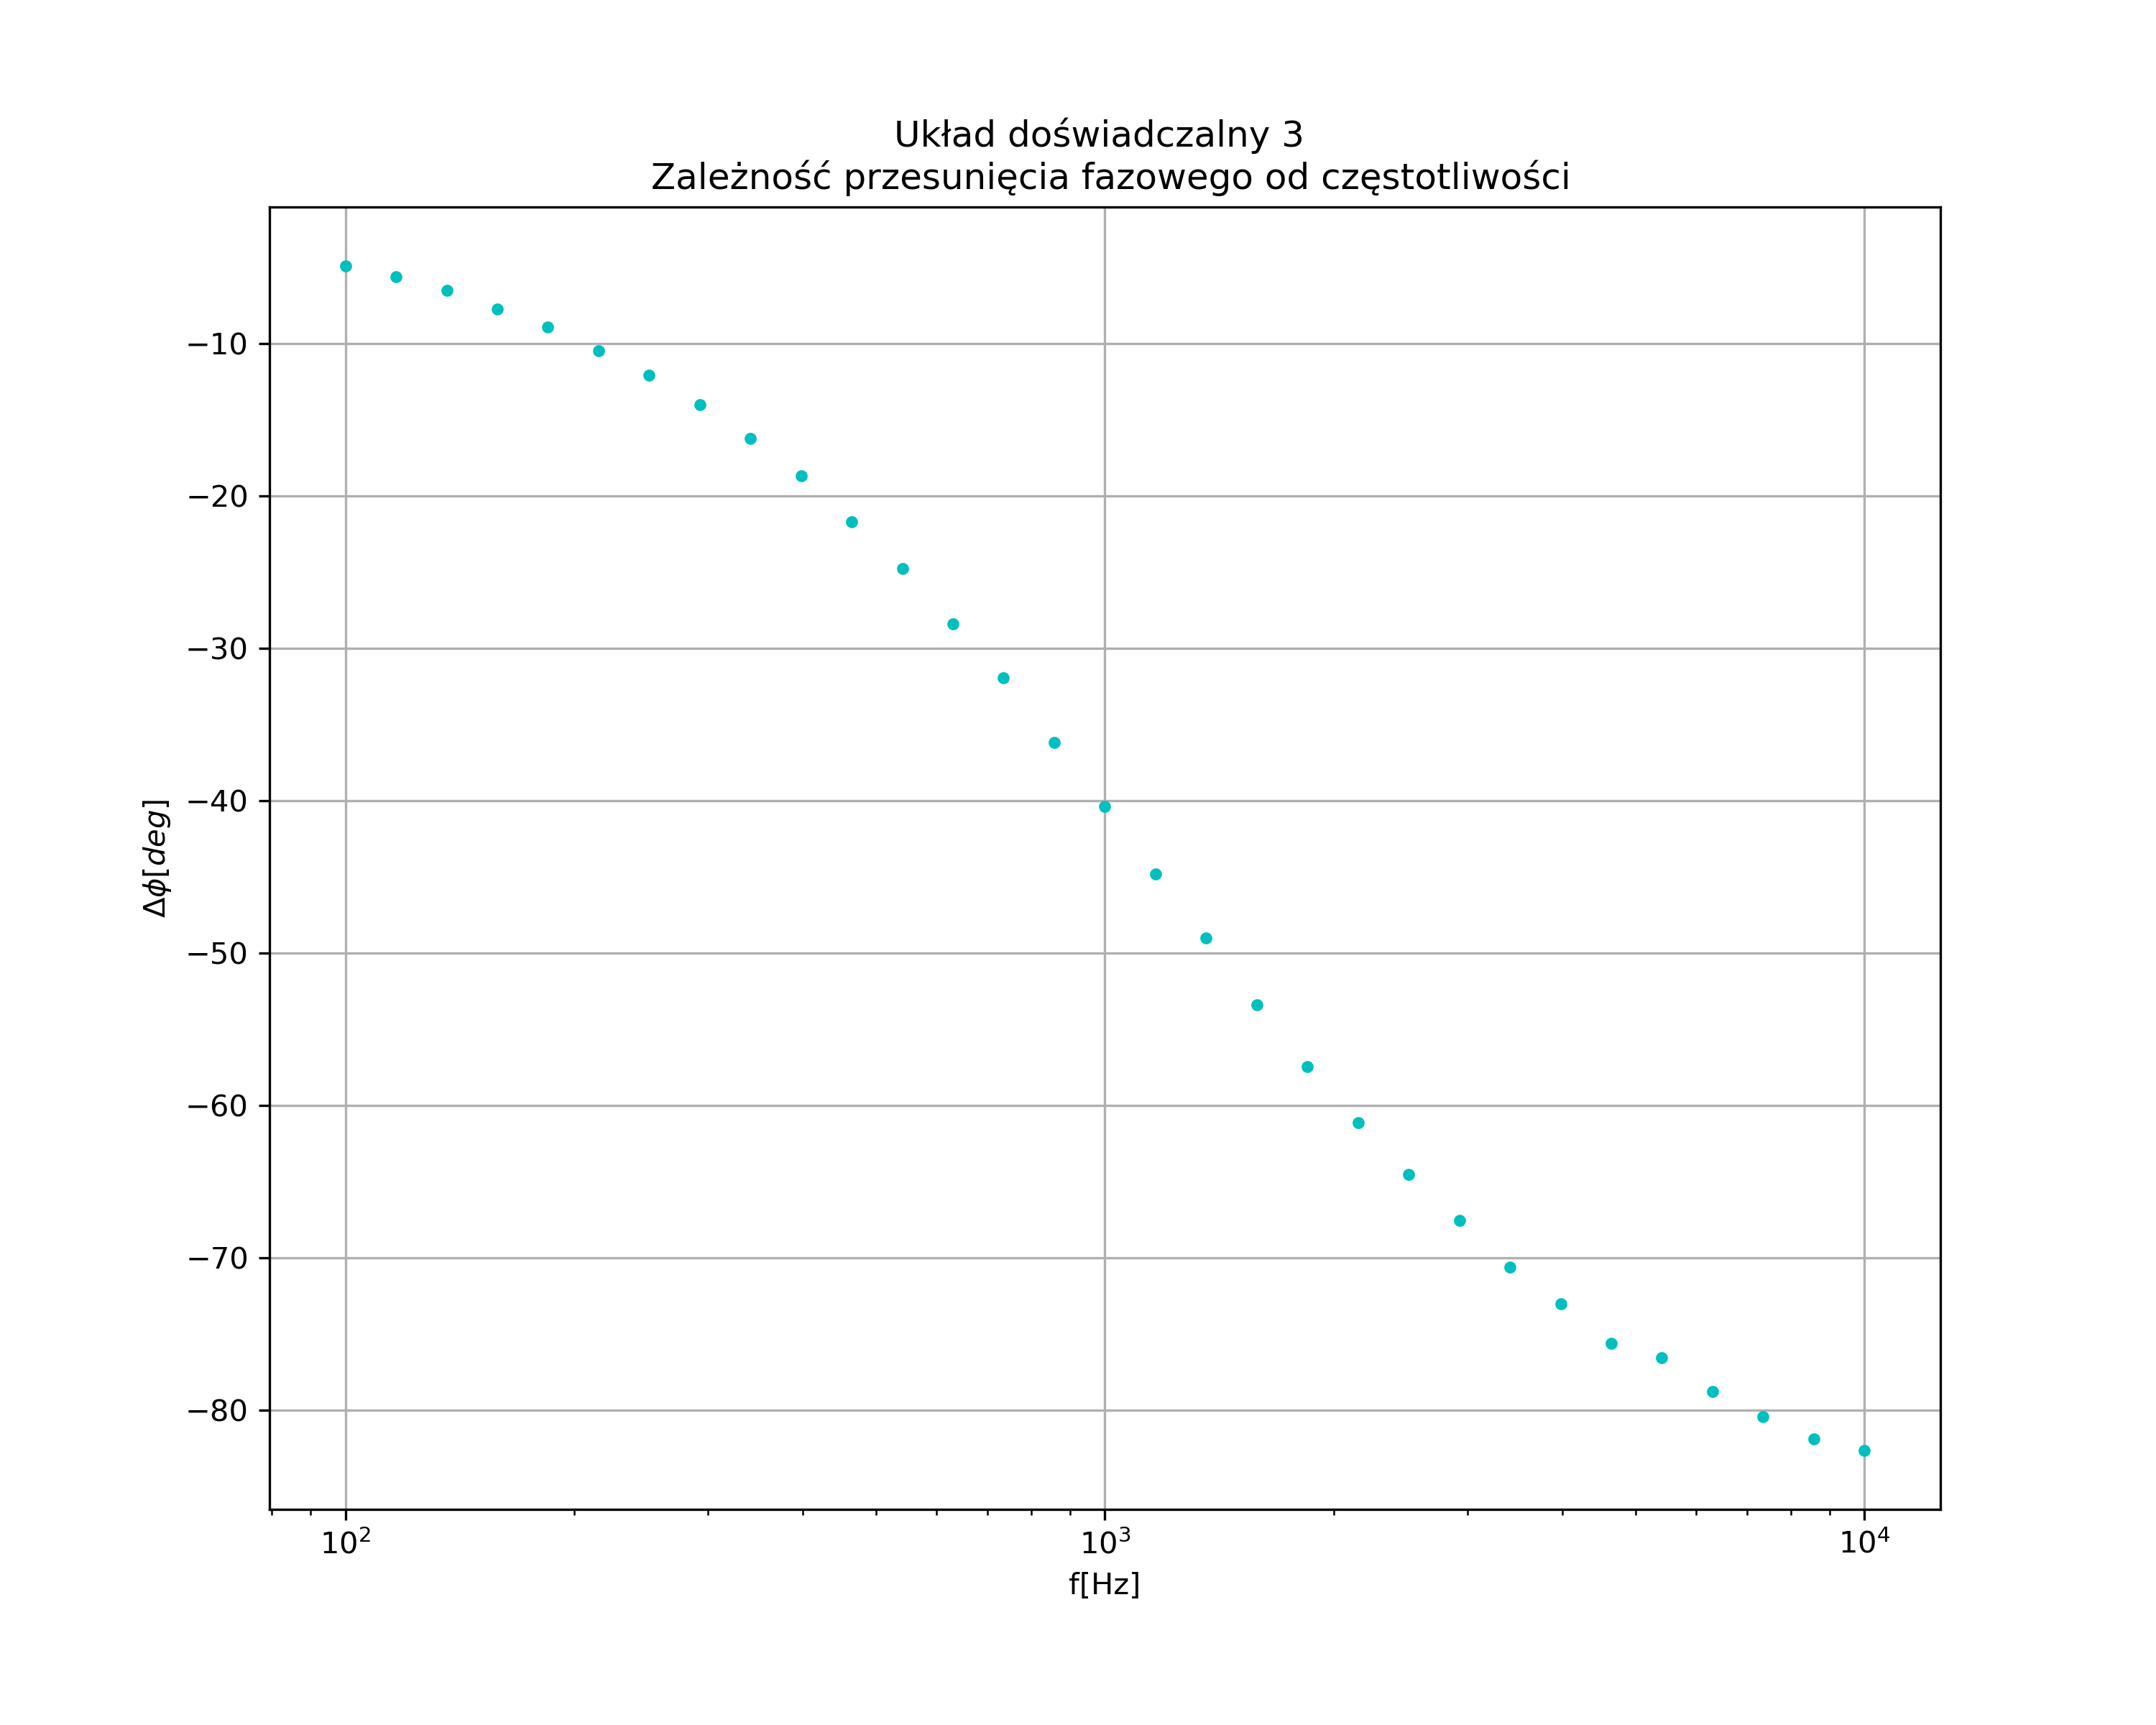 Układ doświadczalny 3
Zależność przesunięcia fazowego od częstotliwości
Δϕ[deg]
−10
−20
−30
−40
−50
−60
−70
−80
10² 10³ 10⁴
f[Hz]